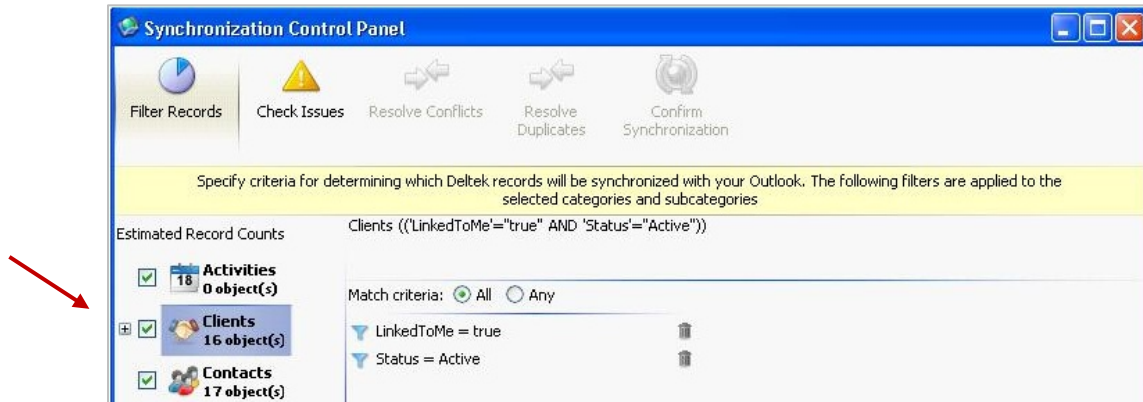 Synchronization Control Panel
Filter Records
Check Issues
Resolve Conflicts
Resolve
Duplicates
Confirm
Synchronization
Specify criteria for determining which Deltek records will be synchronized with your Outlook. The following filters are applied to the
selected categories and subcategories
Estimated Record Counts
Clients (('LinkedToMe'="true" AND 'Status'="Active"))
18
Activities
0 object(s)
Match criteria: All Any
Clients
16 object(s)
LinkedToMe = true
Status = Active
Contacts
17 object(s)